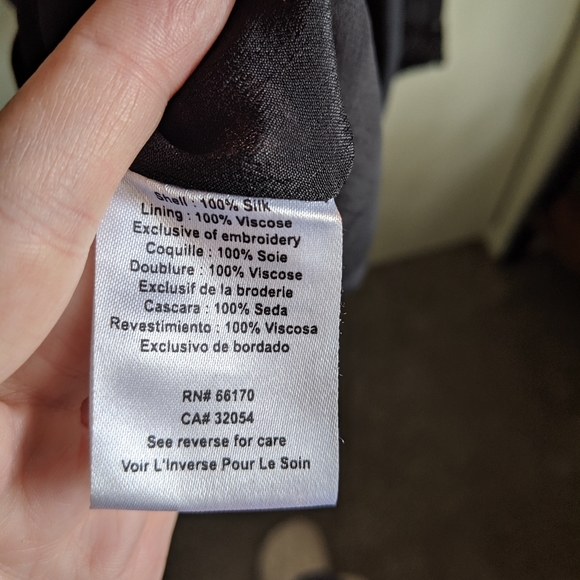 Shell : 100% Silk
Lining : 100% Viscose
Exclusive of embroidery
Coquille : 100% Soie
Doublure : 100% Viscose
Exclusif de la broderie
Cascara : 100% Seda
Revestimiento : 100% Viscosa
Exclusivo de bordado
RN# 66170
CA# 32054
See reverse for care
Voir L'Inverse Pour Le Soin